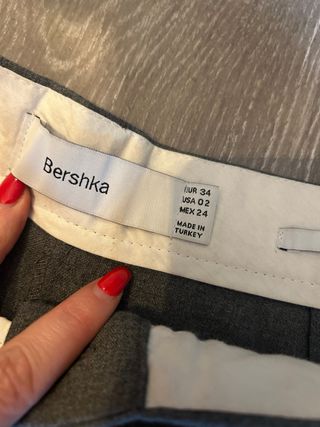 Bershka
EUR 34
USA 02
MEX 24
MADE IN
TURKEY